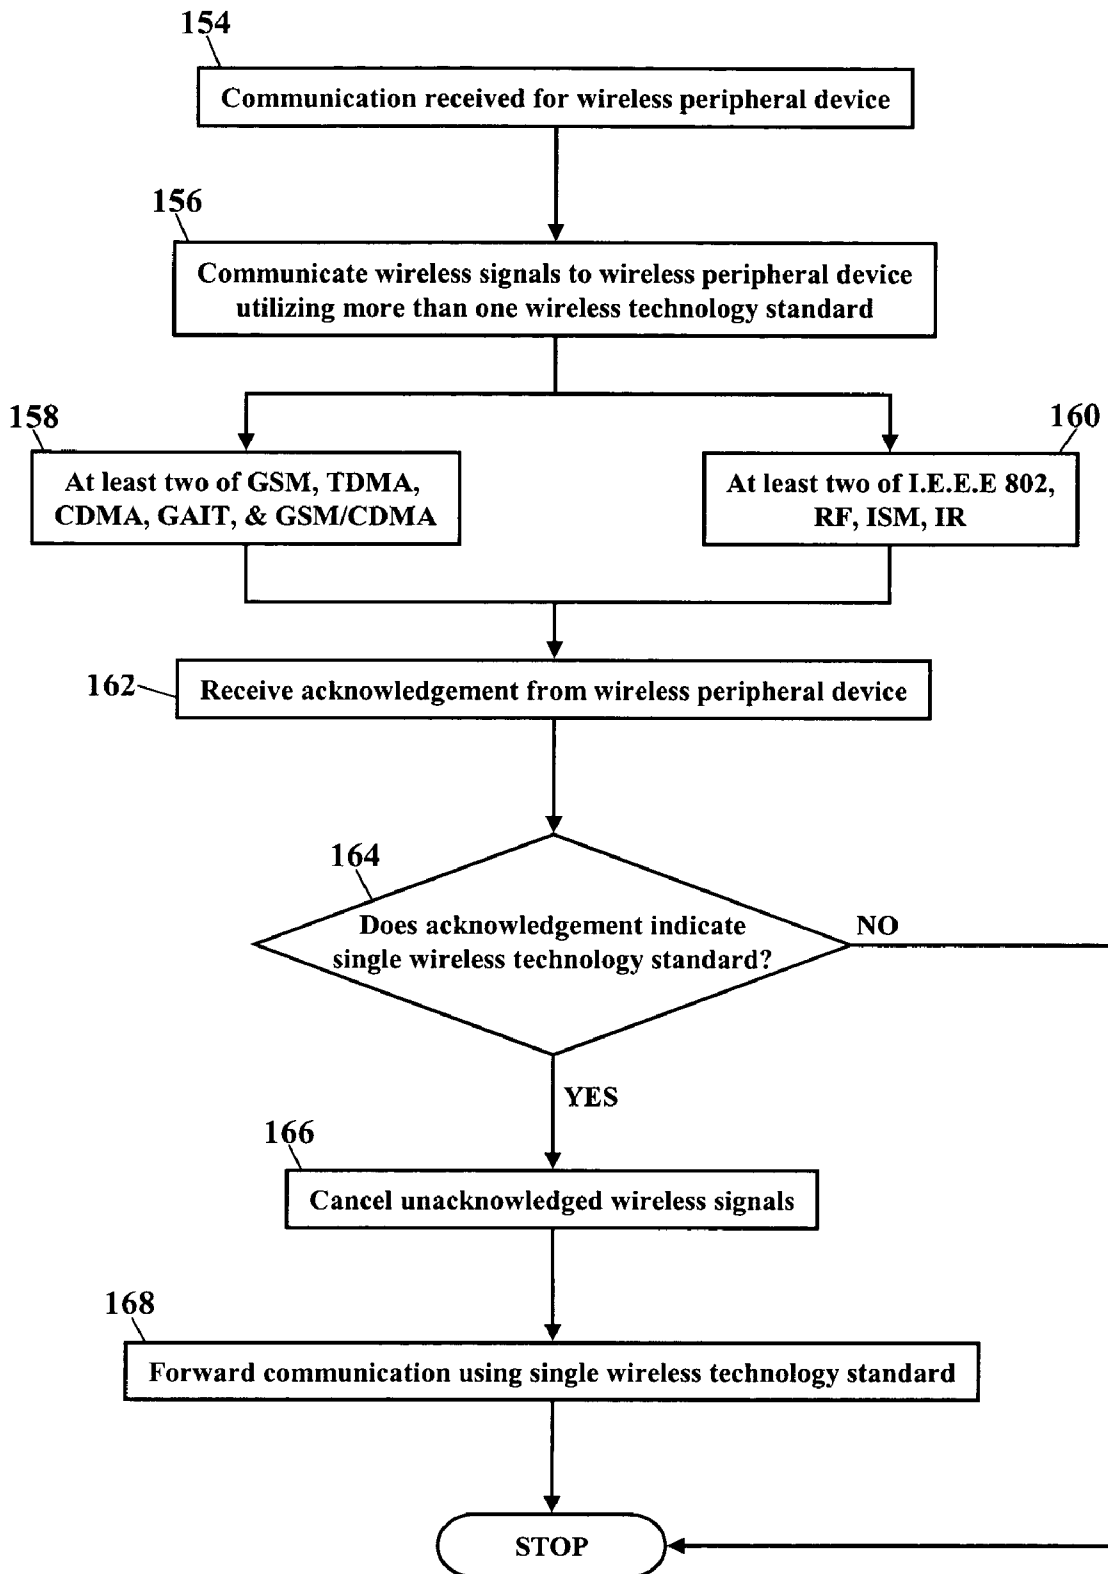 154
Communication received for wireless peripheral device
156
Communicate wireless signals to wireless peripheral device
utilizing more than one wireless technology standard
158
At least two of GSM, TDMA,
CDMA, GAIT, & GSM/CDMA
160
At least two of I.E.E.E 802,
RF, ISM, IR
162
Receive acknowledgement from wireless peripheral device
164
Does acknowledgement indicate
single wireless technology standard?
NO
YES
166
Cancel unacknowledged wireless signals
168
Forward communication using single wireless technology standard
STOP